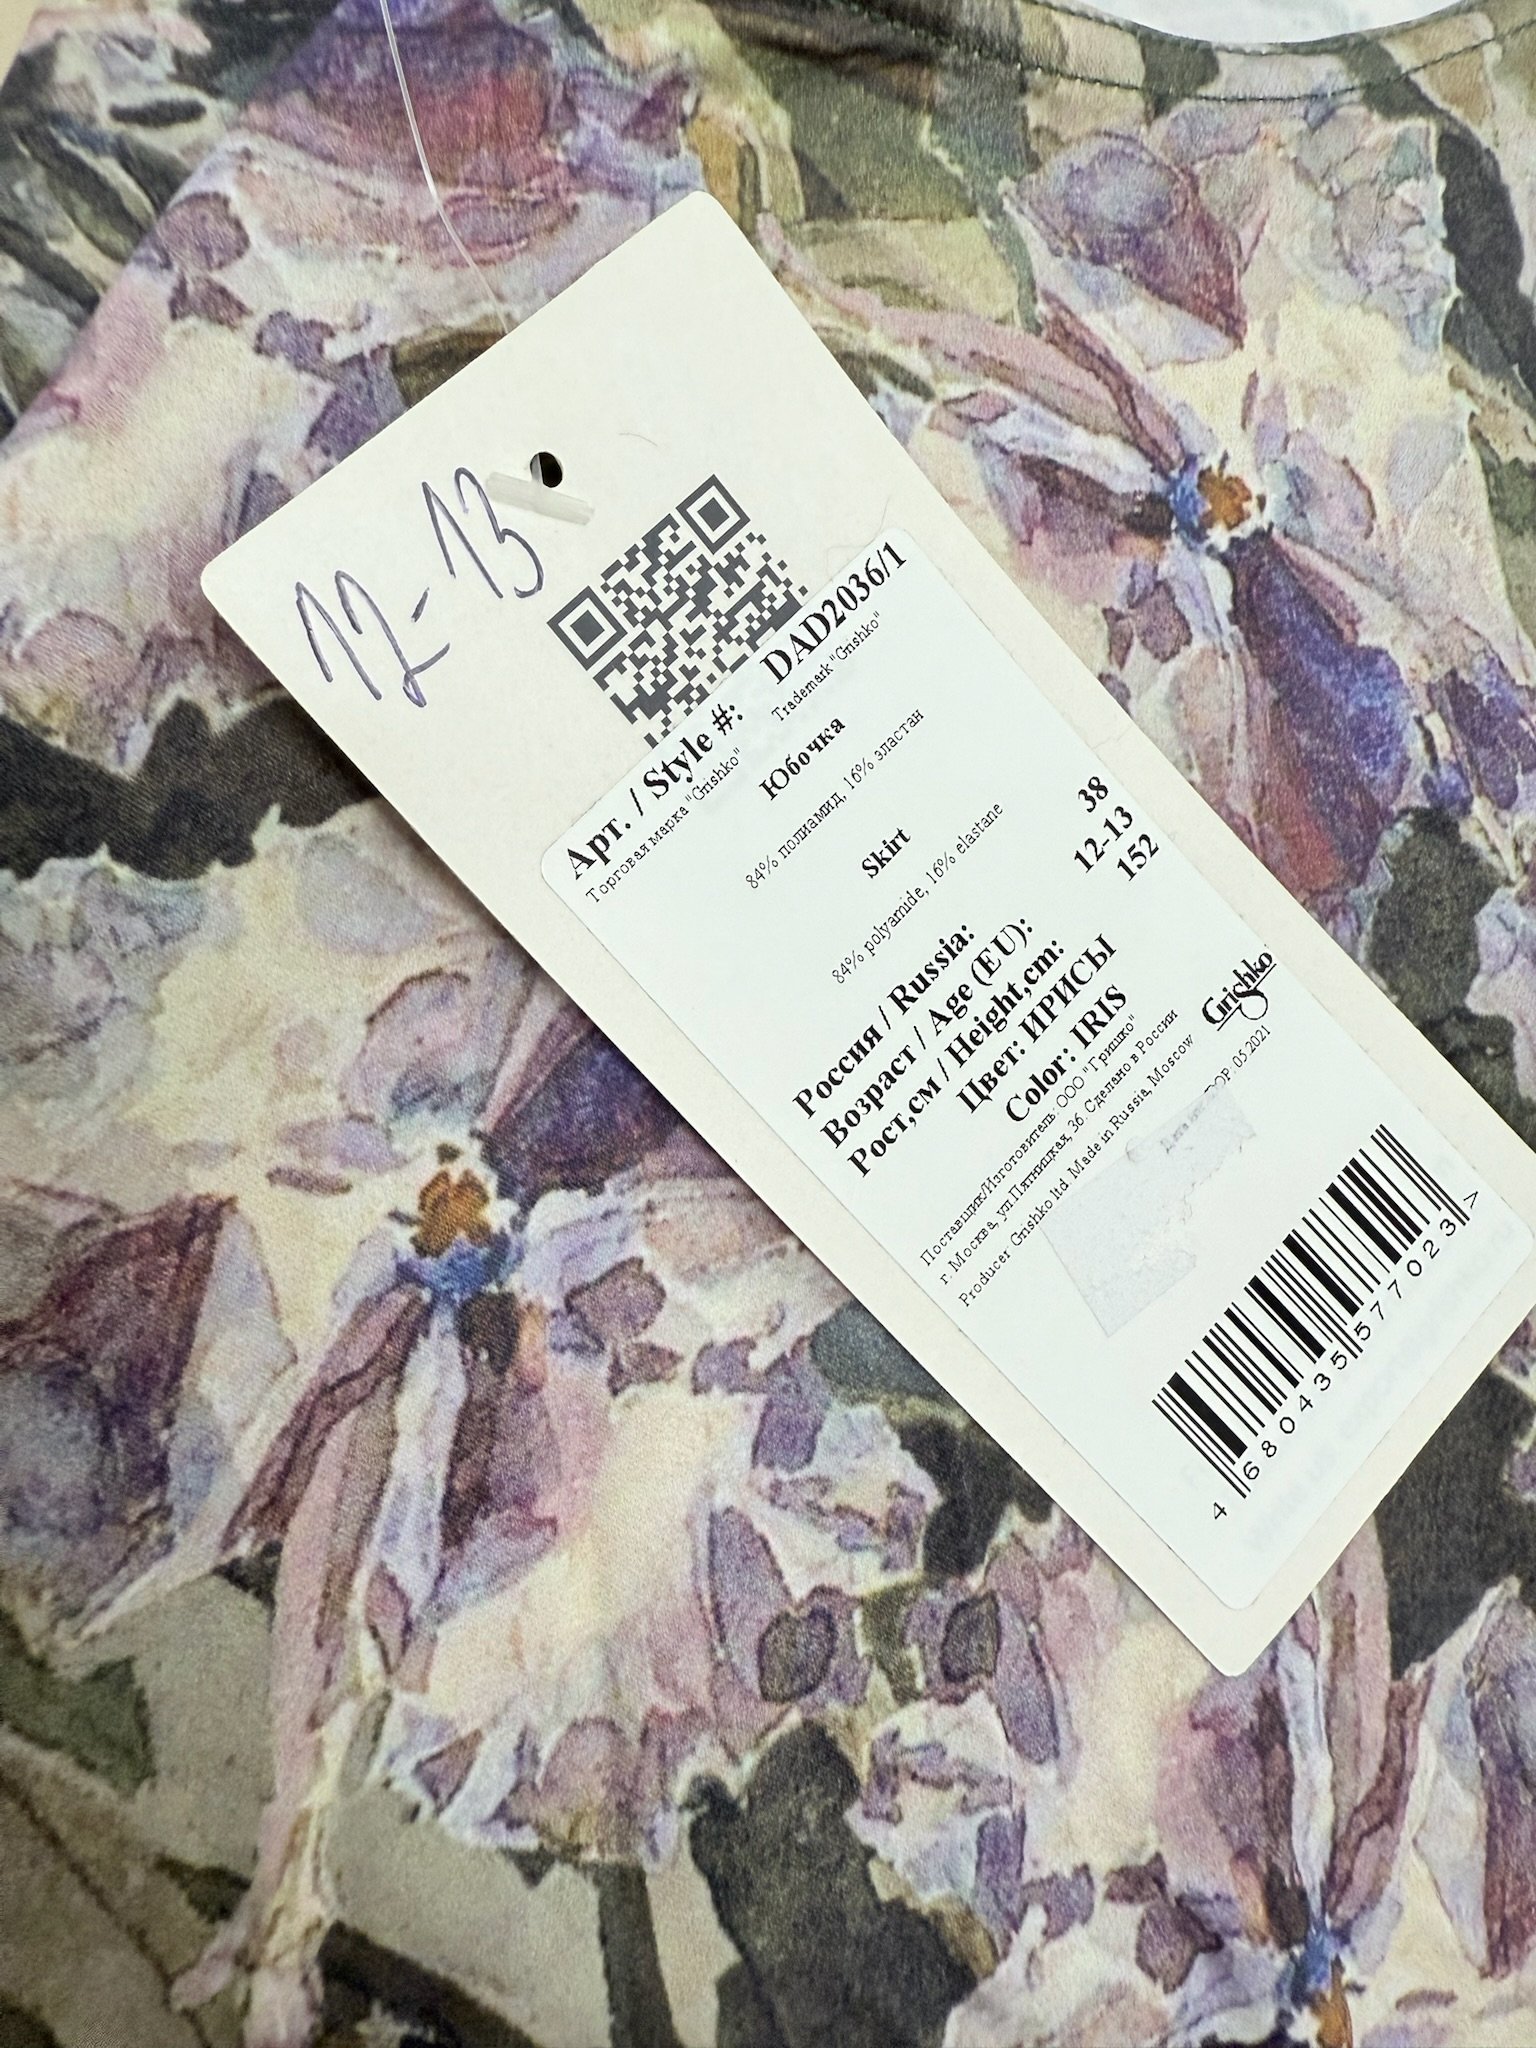 12-13
Арт. / Style #: DAD2036/1
Торговая марка "Grishko" Trademark "Grishko"
Юбочка
84% полиамид, 16% эластан
Skirt
84% polyamide, 16% elastane
Россия / Russia: 38
Возраст / Age (EU): 12-13
Рост,см / Height,cm: 152
Цвет: ИРИСЫ
Color: IRIS
Поставщик/Изготовитель: ООО "Гришко"
г. Москва, ул Пятницкая, 36. Сделано в России
Producer: Grishko ltd. Made in Russia, Moscow
Grishko
05.2021
4 680435 577023 >